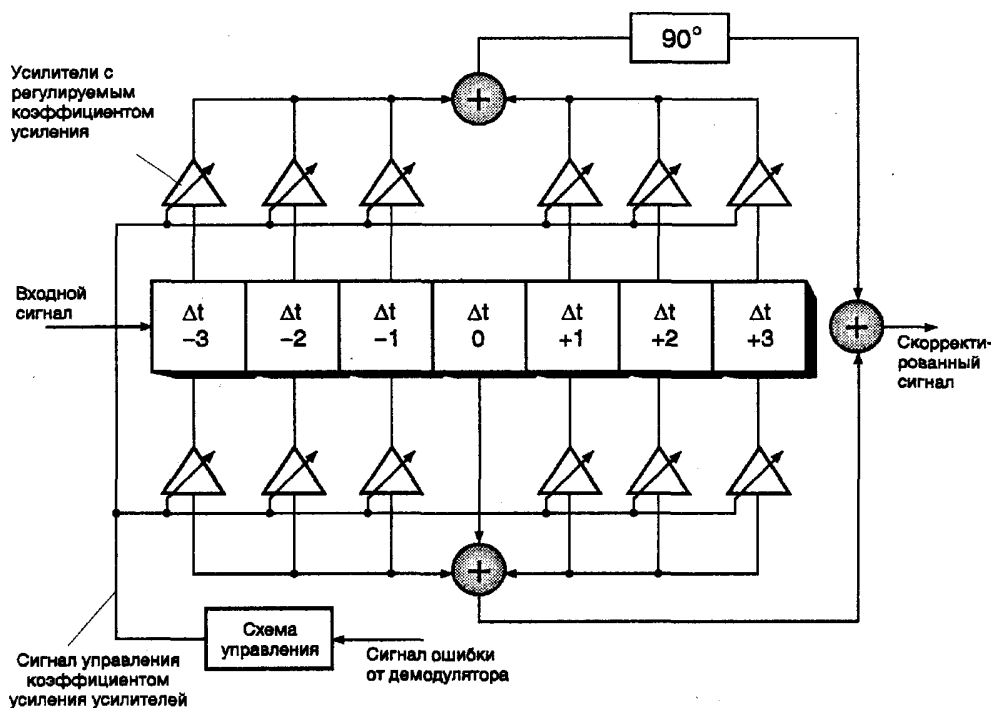 90°
Усилители с
регулируемым
коэффициентом
усиления
+
Входной
сигнал
Δt
–3
Δt
–2
Δt
–1
Δt
0
Δt
+1
Δt
+2
Δt
+3
+
Скорректи-
рованный
сигнал
+
Схема
управления
Сигнал ошибки
от демодулятора
Сигнал управления
коэффициентом
усиления усилителей